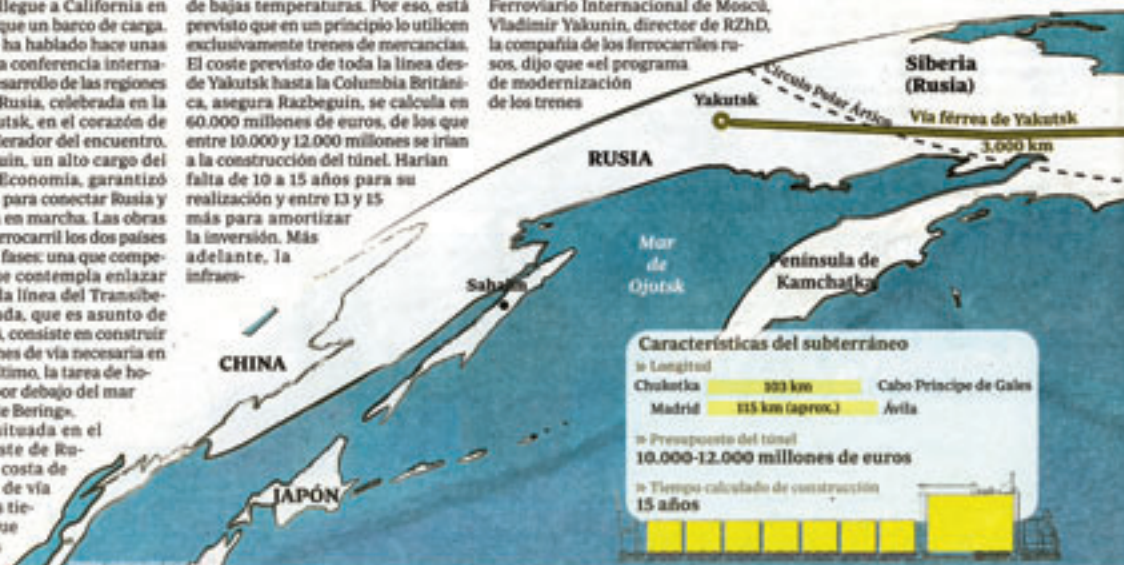 llegue a California en
que un barco de carga.
ha hablado hace unas
a conferencia interna-
esarrollo de las regiones
Rusia, celebrada en la
utsk, en el corazón de
lerador del encuentro,
uin, un alto cargo del
Economía, garantizó
para conectar Rusia y
en marcha. Las obras
rrocarril los dos países
fases: una que compe-
e contempla enlazar
la línea del Transibe-
ada, que es asunto de
, consiste en construir
nes de vía necesaria en
ltimo, la tarea de ho-
por debajo del mar
e Bering».
situada en el
ste de Ru-
costa de
de vía
s tie-
ue
de bajas temperaturas. Por eso, está
previsto que en un principio lo utilicen
exclusivamente trenes de mercancías.
El coste previsto de toda la línea des-
de Yakutsk hasta la Columbia Británi-
ca, asegura Razbeguin, se calcula en
60.000 millones de euros, de los que
entre 10.000 y 12.000 millones se irían
a la construcción del túnel. Harían
falta de 10 a 15 años para su
realización y entre 13 y 15
más para amortizar
la inversión. Más
adelante, la
infraes-
Ferroviario Internacional de Moscú,
Vladímir Yakunin, director de RZhD,
la compañía de los ferrocarriles ru-
sos, dijo que «el programa
de modernización
de los trenes
Círculo Polar Ártico
Siberia
(Rusia)
Yakutsk
Vía férrea de Yakutsk
3.000 km
RUSIA
Mar
de
Ojotsk
Península de
Kamchatka
Sahalin
CHINA
JAPÓN
Características del subterráneo
» Longitud
Chukotka 103 km Cabo Príncipe de Gales
Madrid 115 km (aprox.) Ávila
» Presupuesto del túnel
10.000-12.000 millones de euros
» Tiempo calculado de construcción
15 años